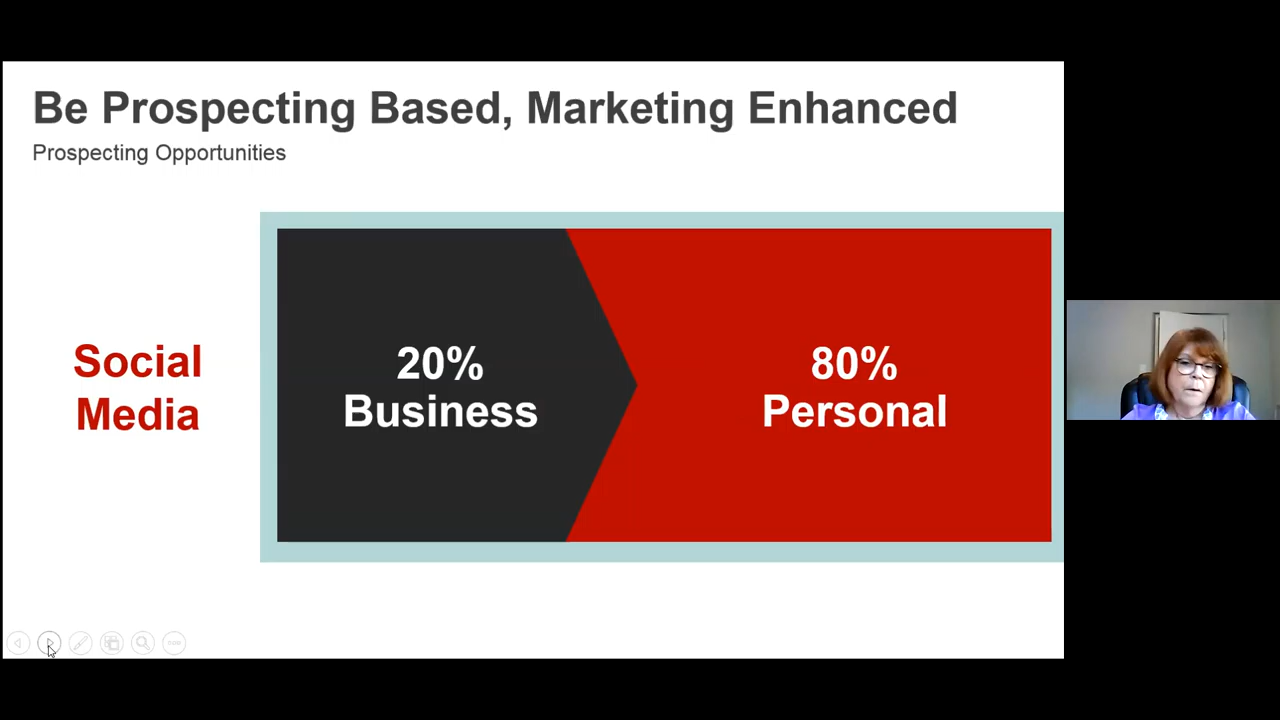 Be Prospecting Based, Marketing Enhanced
Prospecting Opportunities
Social
Media
20%
Business
80%
Personal